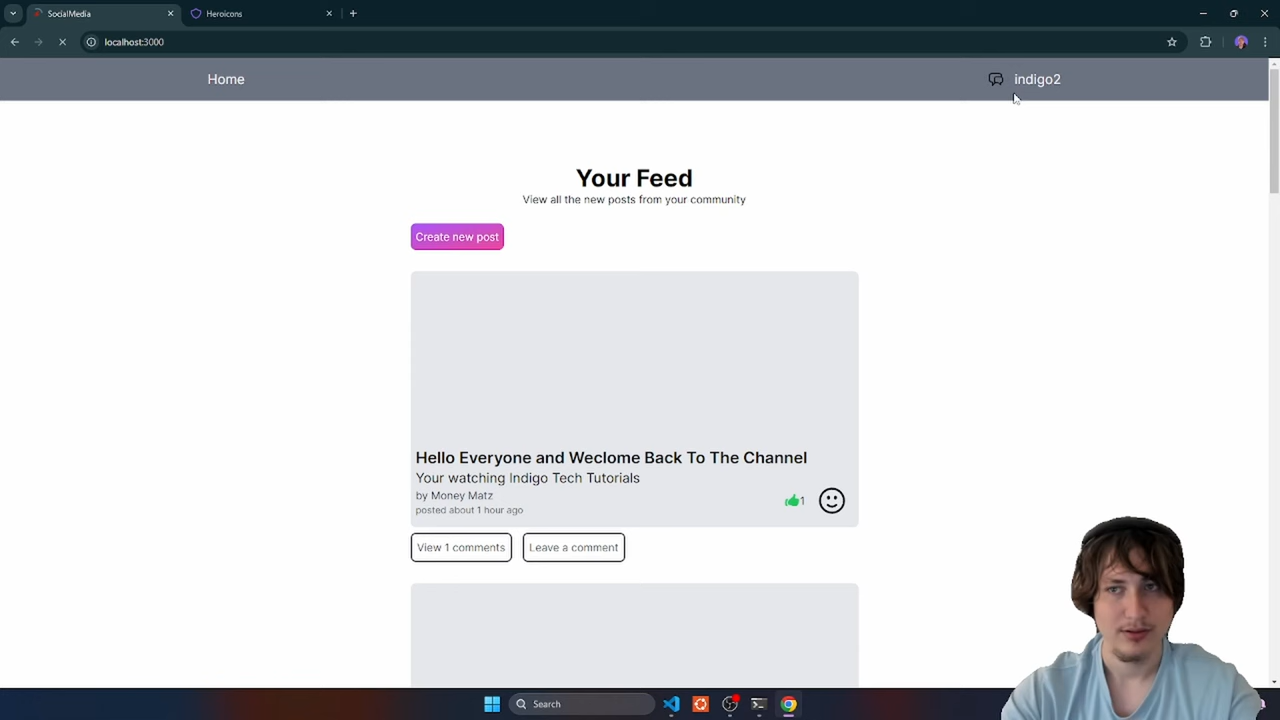 SocialMedia
Heroicons
localhost:3000
Home
indigo2
Your Feed
View all the new posts from your community
Create new post
Hello Everyone and Weclome Back To The Channel
Your watching Indigo Tech Tutorials
by Money Matz
posted about 1 hour ago
1
View 1 comments
Leave a comment
Search